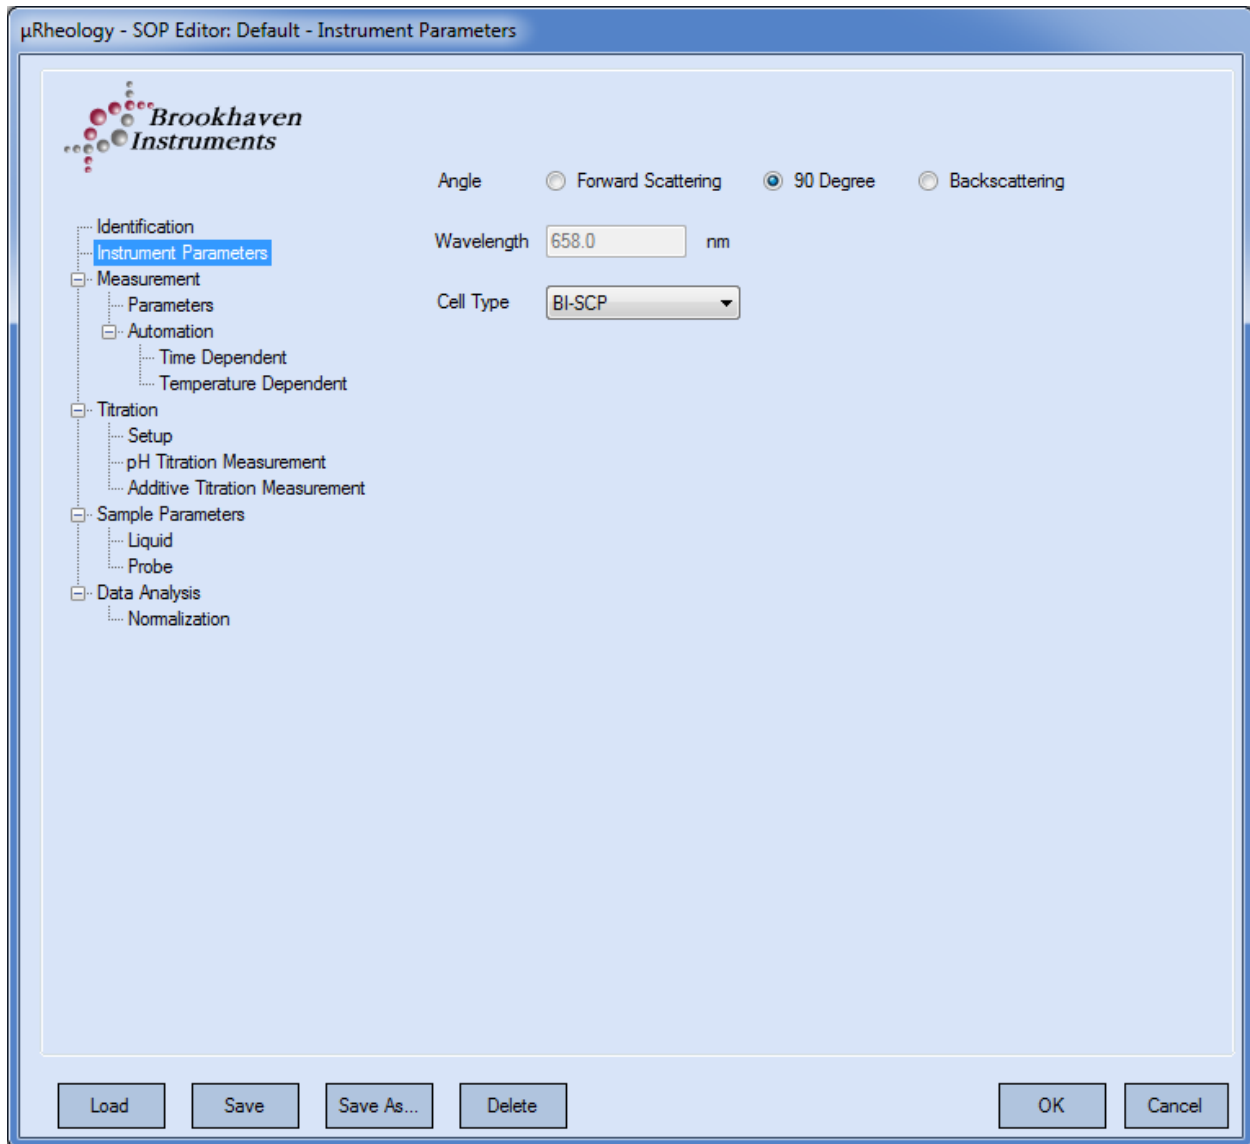 µRheology - SOP Editor: Default - Instrument Parameters
Brookhaven
Instruments
Angle Forward Scattering 90 Degree Backscattering
Wavelength 658.0 nm
Cell Type BI-SCP
Identification
Instrument Parameters
Measurement
Parameters
Automation
Time Dependent
Temperature Dependent
Titration
Setup
pH Titration Measurement
Additive Titration Measurement
Sample Parameters
Liquid
Probe
Data Analysis
Normalization
Load Save Save As... Delete OK Cancel